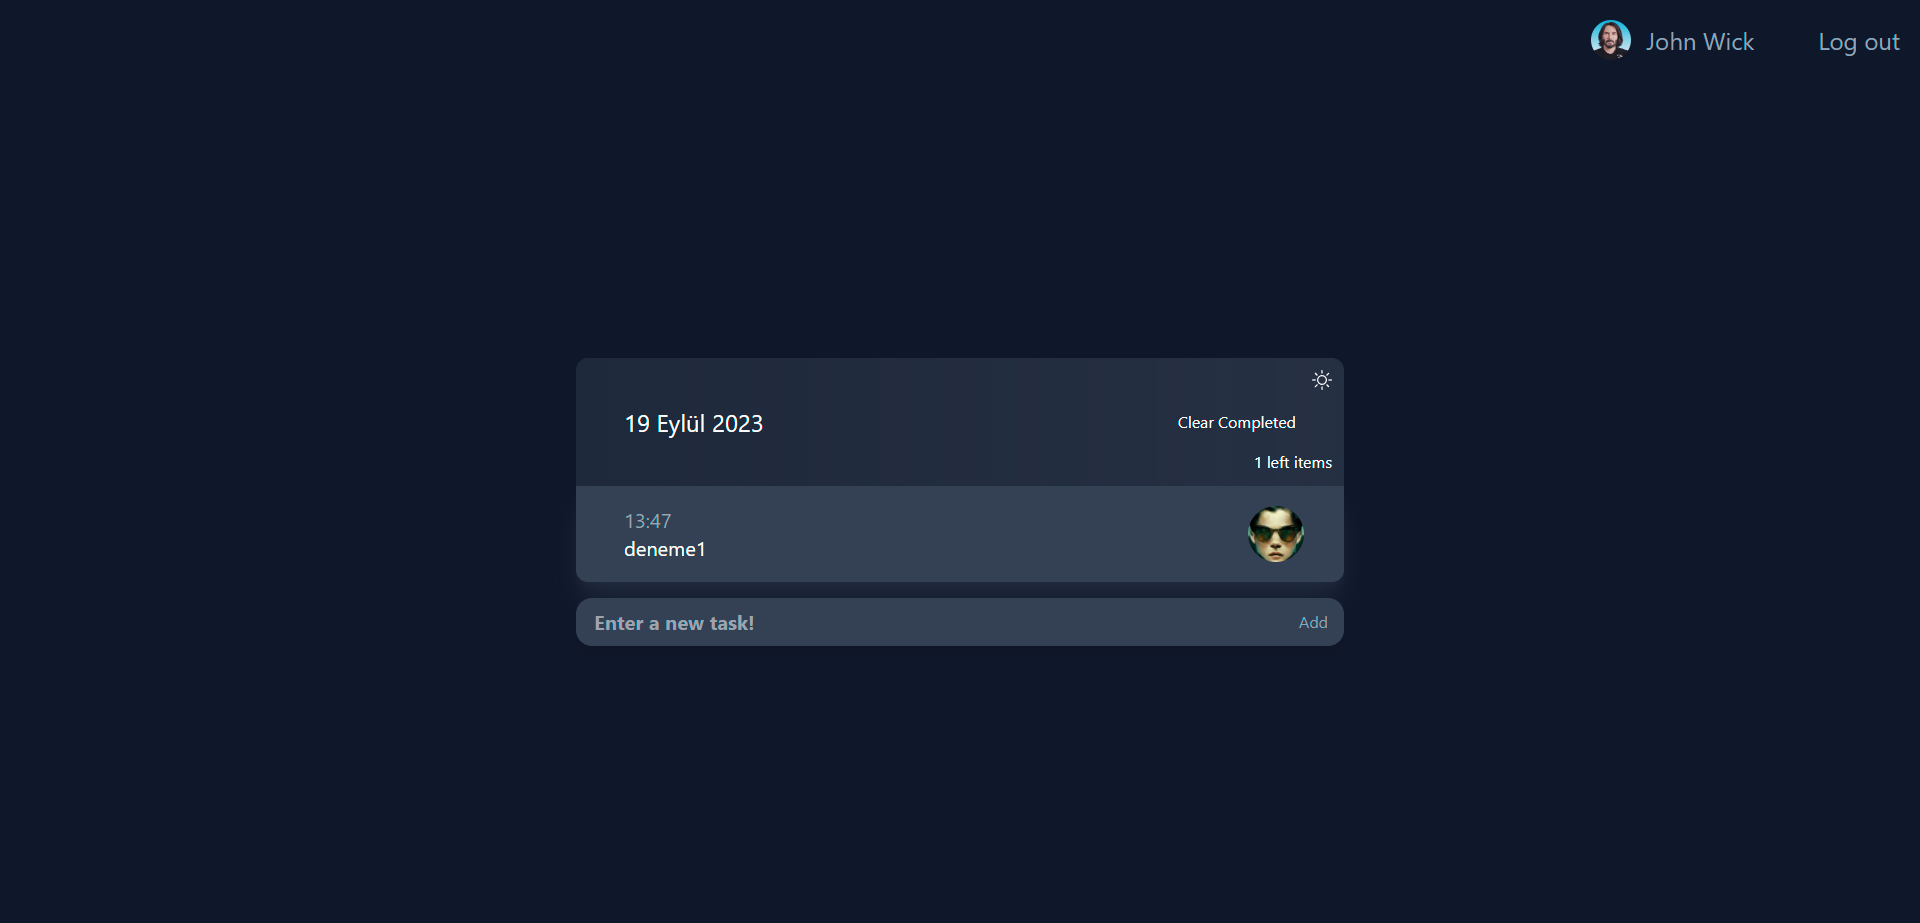 John Wick
Log out
19 Eylül 2023
Clear Completed
1 left items
13:47
deneme1
Enter a new task!
Add